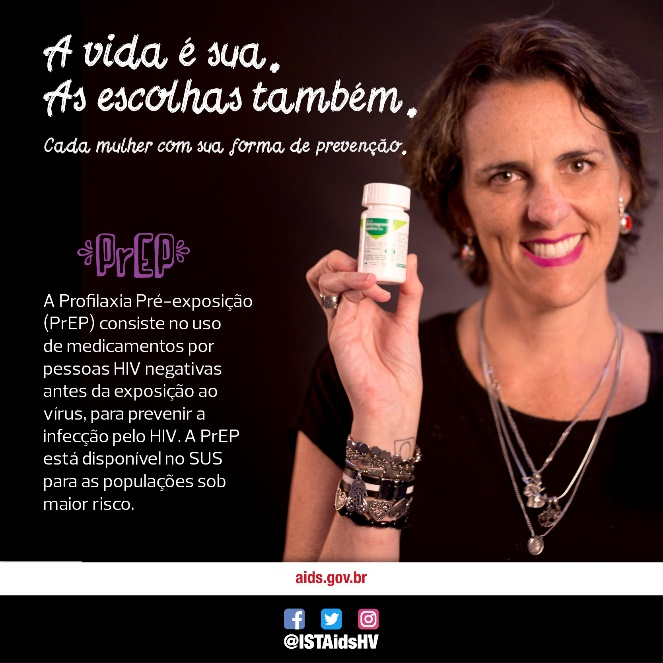 A vida é sua.
As escolhas também.
Cada mulher com sua forma de prevenção.
PrEP
A Profilaxia Pré-exposição
(PrEP) consiste no uso
de medicamentos por
pessoas HIV negativas
antes da exposição ao
vírus, para prevenir a
infecção pelo HIV. A PrEP
está disponível no SUS
para as populações sob
maior risco.
aids.gov.br
@ISTAidsHV